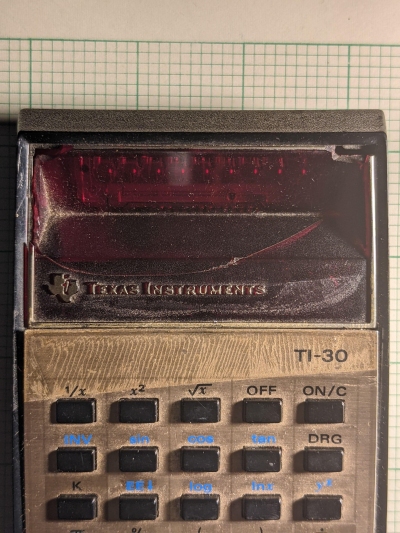 TEXAS INSTRUMENTS
TI-30
1/x x² √x OFF ON/C
INV sin cos tan DRG
K EE↓ log lnx yˣ
π % ( ) ÷